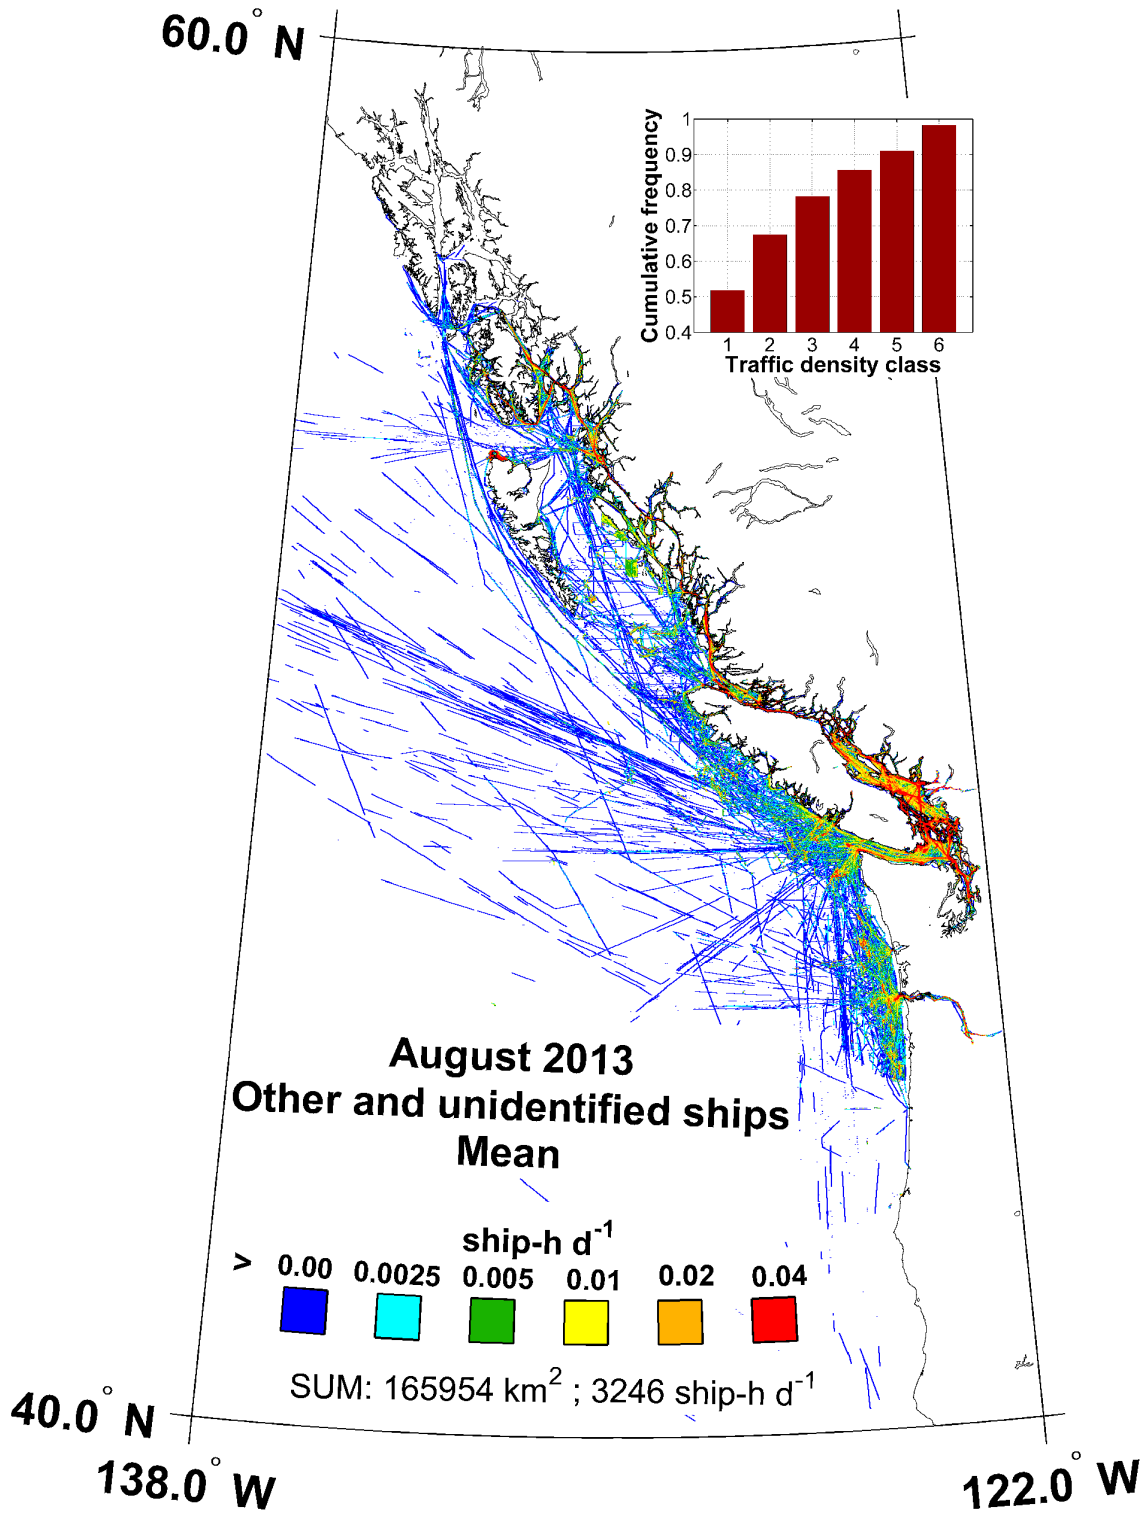 60.0° N
Cumulative frequency
1
0.9
0.8
0.7
0.6
0.5
0.4
1 2 3 4 5 6
Traffic density class
August 2013
Other and unidentified ships
Mean
ship-h d⁻¹
> 0.00 0.0025 0.005 0.01 0.02 0.04
SUM: 165954 km² ; 3246 ship-h d⁻¹
40.0° N
138.0° W
122.0° W